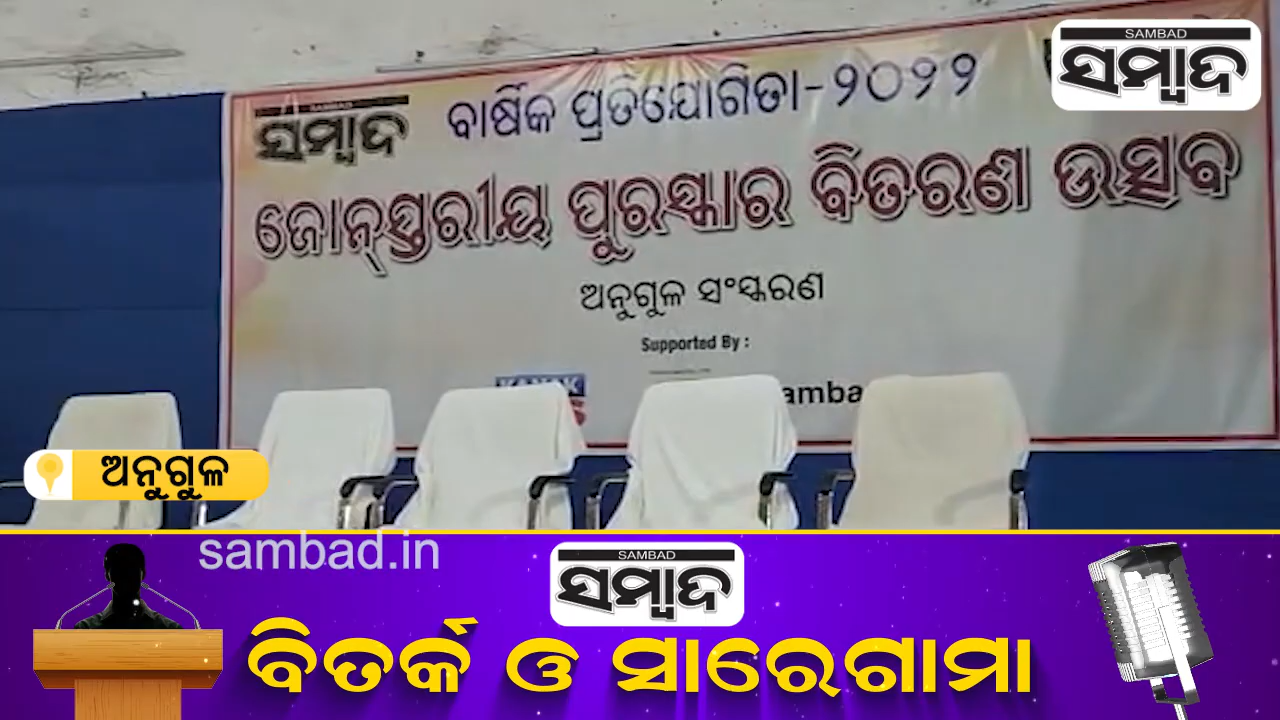 SAMBAD
ସମ୍ବାଦ
SAMBAD
ସମ୍ବାଦ
ବାର୍ଷିକ ପ୍ରତିଯୋଗିତା-୨୦୨୨
ଜୋନ୍‌ସ୍ତରୀୟ ପୁରସ୍କାର ବିତରଣ ଉତ୍ସବ
ଅନୁଗୁଳ ସଂସ୍କରଣ
Supported By :
ଅନୁଗୁଳ
sambad.in
SAMBAD
ସମ୍ବାଦ
ବିତର୍କ ଓ ସାରେଗାମା